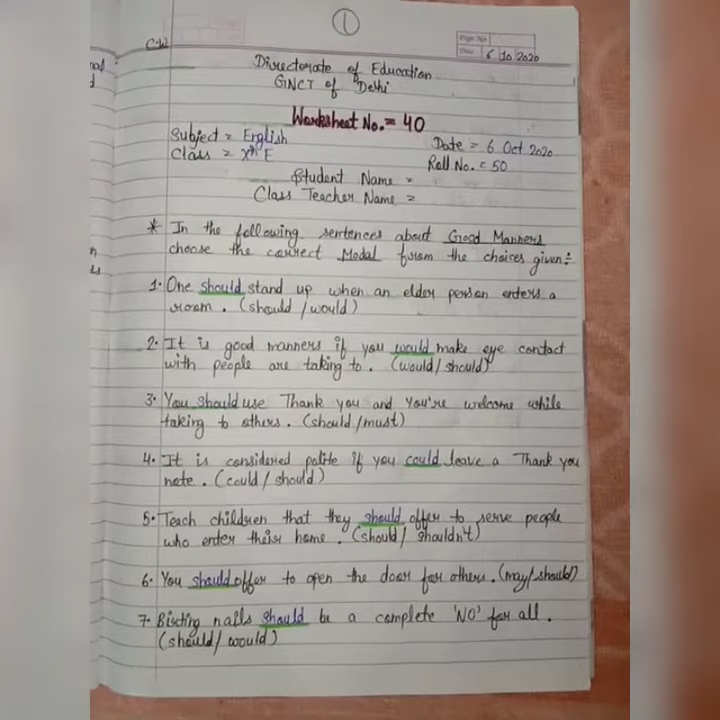 1
C.W
Page No.
Date 6 10 2020
Directorate of Education
GNCT of Delhi
Worksheet No. = 40
Subject = English
Date = 6 Oct 2020
Class = Xth E
Roll No. = 50
Student Name =
Class Teacher Name =
* In the following sentences about Good Manners
choose the correct Modal from the choices given:-
1. One should stand up when an elder person enters a
room. (should/would)
2. It is good manners if you would make eye contact
with people are taking to. (would/should)
3. You should use Thank you and You're welcome while
taking to others. (should/must)
4. It is considered polite if you could leave a Thank you
note. (could/should)
5. Teach children that they should offer to serve people
who enter their home. (should/shouldn't)
6. You should offer to open the door for others. (may/should)
7. Bisting nails should be a complete 'NO' for all.
(should/would)